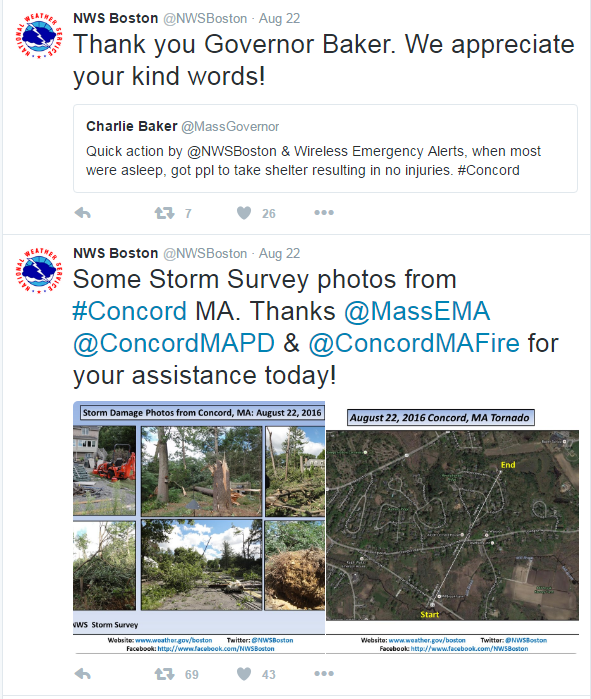 NWS Boston @NWSBoston · Aug 22
Thank you Governor Baker. We appreciate
your kind words!
Charlie Baker @MassGovernor
Quick action by @NWSBoston & Wireless Emergency Alerts, when most
were asleep, got ppl to take shelter resulting in no injuries. #Concord
7
26
NATIONAL WEATHER SERVICE
NWS Boston @NWSBoston · Aug 22
Some Storm Survey photos from
#Concord MA. Thanks @MassEMA
@ConcordMAPD & @ConcordMAFire for
your assistance today!
Storm Damage Photos from Concord, MA: August 22, 2016
NWS Storm Survey
Website: www.weather.gov/boston Twitter: @NWSBoston
Facebook: http://www.facebook.com/NWSBoston
August 22, 2016 Concord, MA Tornado
End
Start
Website: www.weather.gov/boston Twitter: @NWSBoston
Facebook: http://www.facebook.com/NWSBoston
69
43